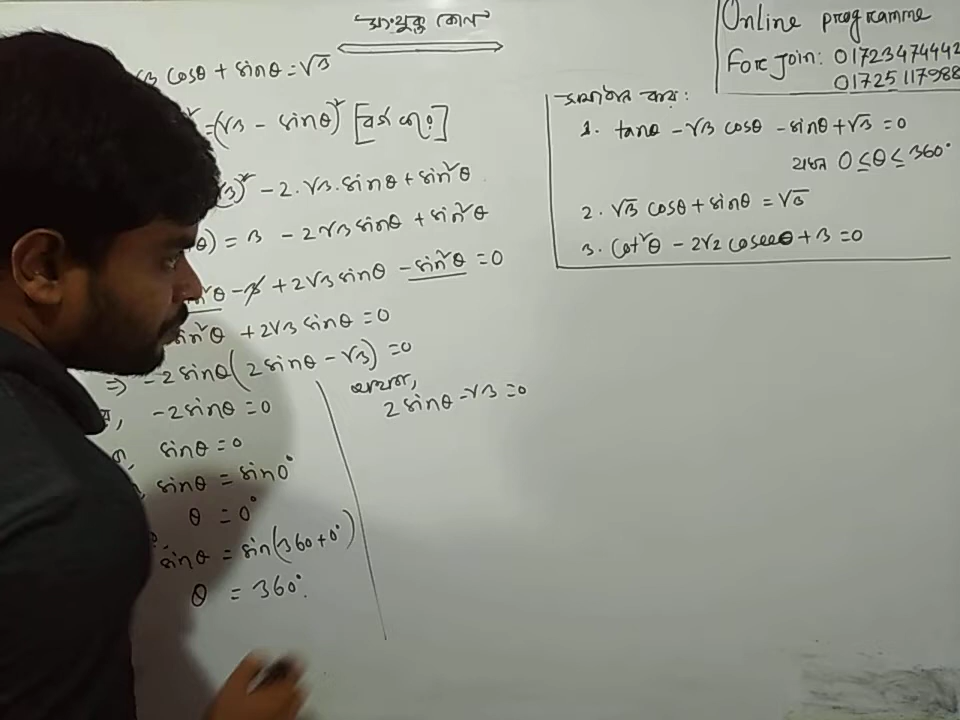 সংযুক্ত কোণ
√3 cosθ + sinθ = √3
² = (√3 - sinθ)² [বর্গ করে]
(√3)² - 2.√3.sinθ + sin²θ
θ) = 3 - 2√3 sinθ + sin²θ
sin²θ - 3 + 2√3 sinθ - sin²θ = 0
sin²θ + 2√3 sinθ = 0
⇒ -2 sinθ (2 sinθ - √3) = 0
, -2 sinθ = 0
sinθ = 0
sinθ = sin0°
θ = 0°
sinθ = sin(360+0°)
θ = 360°.
অথবা,
2 sinθ - √3 = 0
Online programme
For Join: 01723474442
01725117988
সমাধান কর:
1. tanθ - √3 cosθ - sinθ + √3 = 0
যখন 0 ≤ θ ≤ 360°
2. √3 cosθ + sinθ = √3
3. Cot²θ - 2√2 cosecθ + 3 = 0